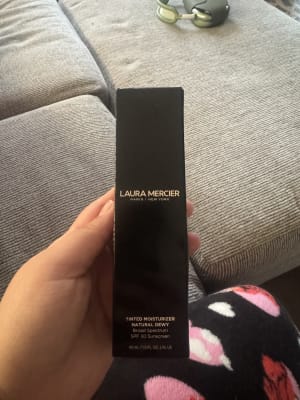 LAURA MERCIER
PARIS / NEW YORK
TINTED MOISTURIZER
NATURAL DEWY
Broad Spectrum
SPF 30 Sunscreen